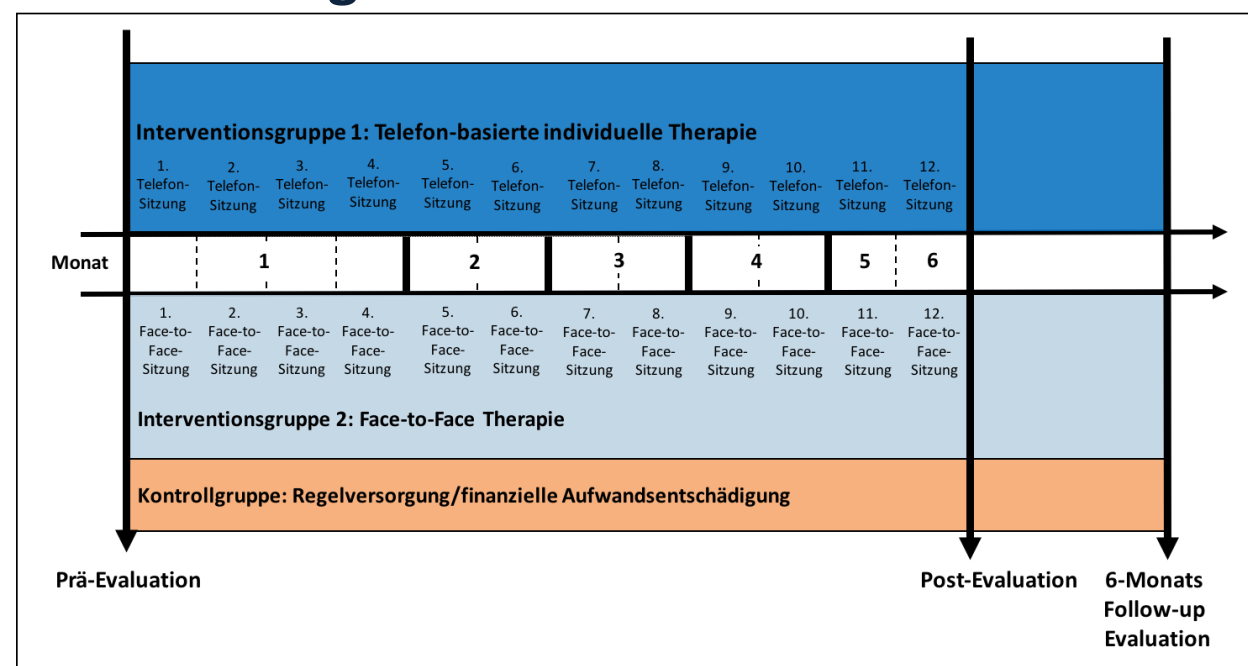 Interventionsgruppe 1: Telefon-basierte individuelle Therapie
1. Telefon-Sitzung
2. Telefon-Sitzung
3. Telefon-Sitzung
4. Telefon-Sitzung
5. Telefon-Sitzung
6. Telefon-Sitzung
7. Telefon-Sitzung
8. Telefon-Sitzung
9. Telefon-Sitzung
10. Telefon-Sitzung
11. Telefon-Sitzung
12. Telefon-Sitzung
Monat 1 2 3 4 5 6
1. Face-to-Face-Sitzung
2. Face-to-Face-Sitzung
3. Face-to-Face-Sitzung
4. Face-to-Face-Sitzung
5. Face-to-Face-Sitzung
6. Face-to-Face-Sitzung
7. Face-to-Face-Sitzung
8. Face-to-Face-Sitzung
9. Face-to-Face-Sitzung
10. Face-to-Face-Sitzung
11. Face-to-Face-Sitzung
12. Face-to-Face-Sitzung
Interventionsgruppe 2: Face-to-Face Therapie
Kontrollgruppe: Regelversorgung/finanzielle Aufwandsentschädigung
Prä-Evaluation
Post-Evaluation
6-Monats
Follow-up
Evaluation